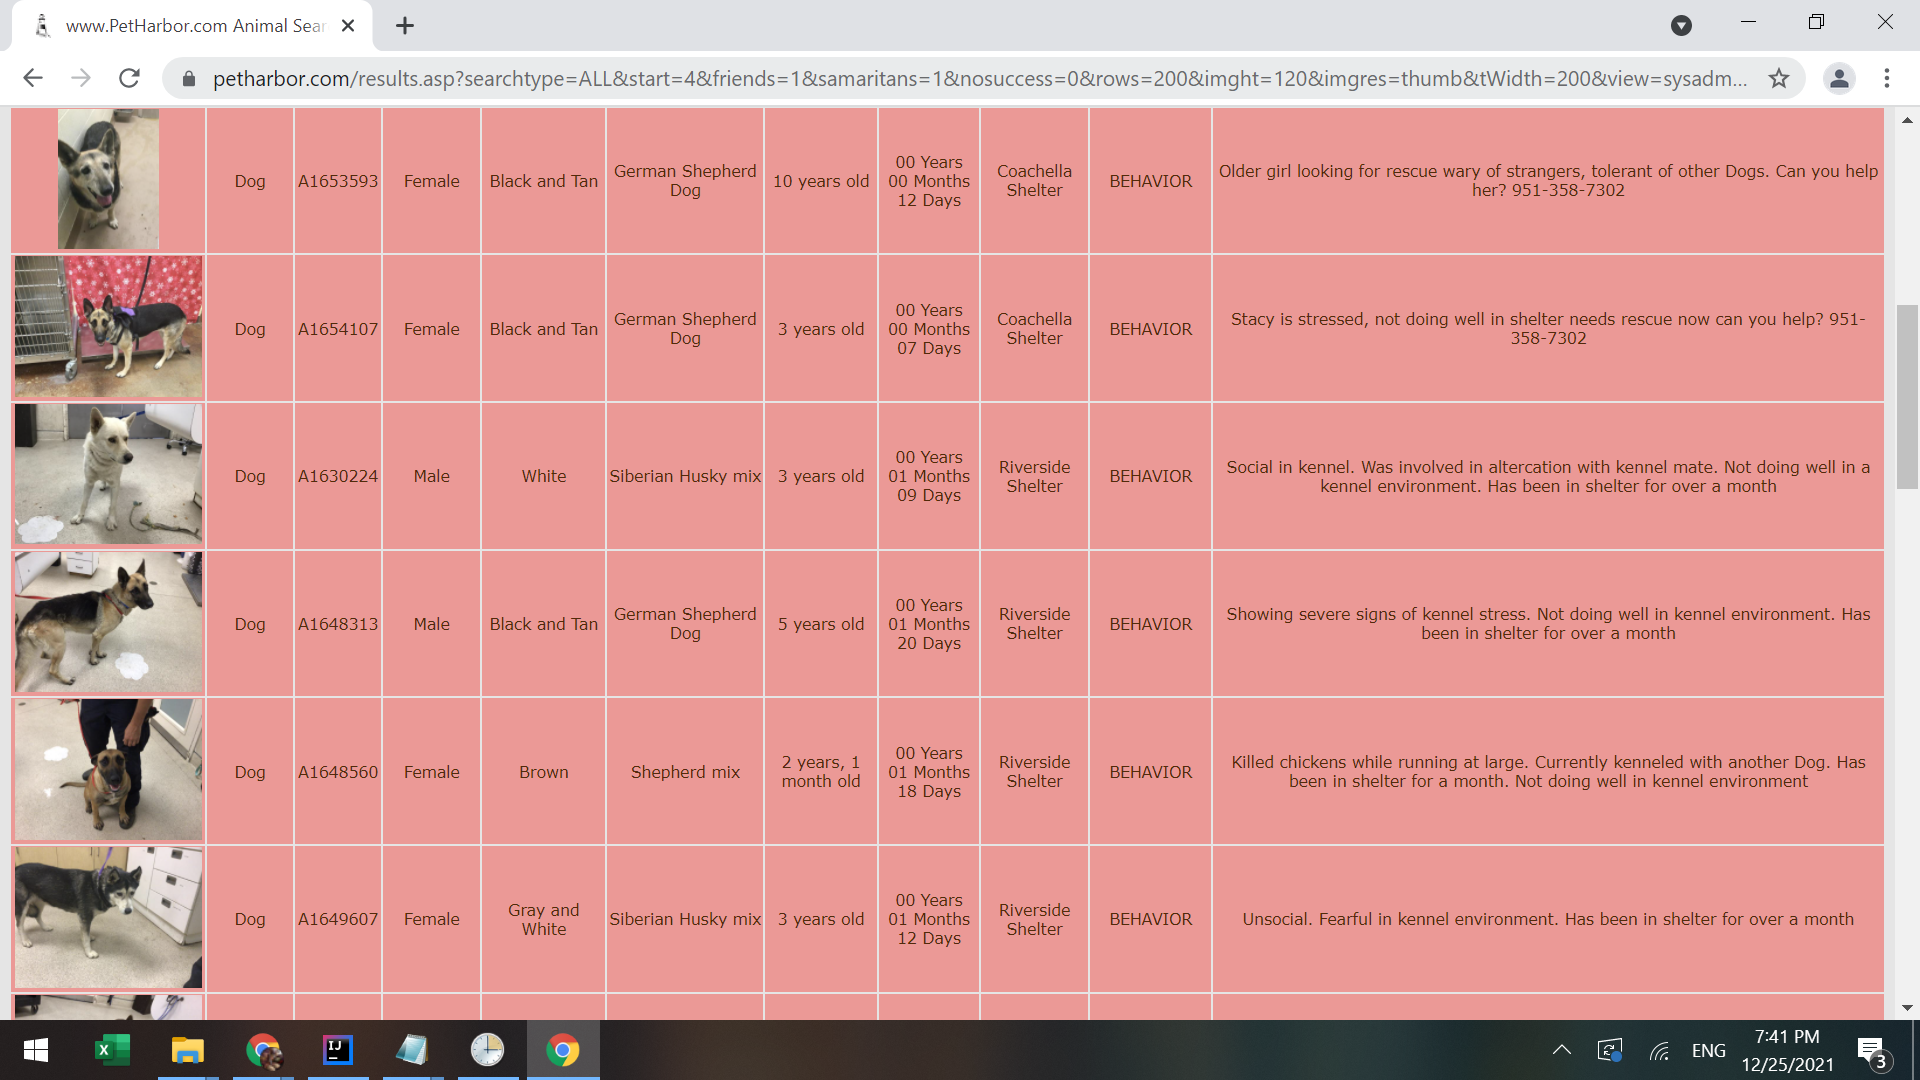 www.PetHarbor.com Animal Sear
petharbor.com/results.asp?searchtype=ALL&start=4&friends=1&samaritans=1&nosuccess=0&rows=200&imght=120&imgres=thumb&tWidth=200&view=sysadm...
Dog
A1653593
Female
Black and Tan
German Shepherd
Dog
10 years old
00 Years
00 Months
12 Days
Coachella
Shelter
BEHAVIOR
Older girl looking for rescue wary of strangers, tolerant of other Dogs. Can you help
her? 951-358-7302
Dog
A1654107
Female
Black and Tan
German Shepherd
Dog
3 years old
00 Years
00 Months
07 Days
Coachella
Shelter
BEHAVIOR
Stacy is stressed, not doing well in shelter needs rescue now can you help? 951-
358-7302
Dog
A1630224
Male
White
Siberian Husky mix
3 years old
00 Years
01 Months
09 Days
Riverside
Shelter
BEHAVIOR
Social in kennel. Was involved in altercation with kennel mate. Not doing well in a
kennel environment. Has been in shelter for over a month
Dog
A1648313
Male
Black and Tan
German Shepherd
Dog
5 years old
00 Years
01 Months
20 Days
Riverside
Shelter
BEHAVIOR
Showing severe signs of kennel stress. Not doing well in kennel environment. Has
been in shelter for over a month
Dog
A1648560
Female
Brown
Shepherd mix
2 years, 1
month old
00 Years
01 Months
18 Days
Riverside
Shelter
BEHAVIOR
Killed chickens while running at large. Currently kenneled with another Dog. Has
been in shelter for a month. Not doing well in kennel environment
Dog
A1649607
Female
Gray and
White
Siberian Husky mix
3 years old
00 Years
01 Months
12 Days
Riverside
Shelter
BEHAVIOR
Unsocial. Fearful in kennel environment. Has been in shelter for over a month
ENG
7:41 PM
12/25/2021
3